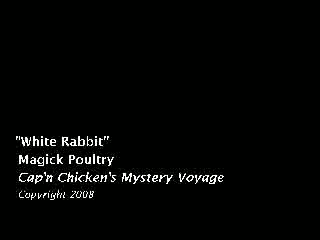 "White Rabbit"
Magick Poultry
Cap'n Chicken's Mystery Voyage
Copyright 2008